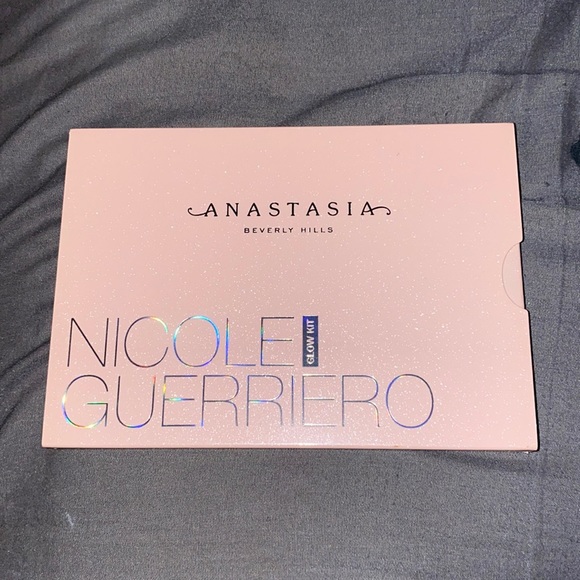 ANASTASIA
BEVERLY HILLS
NICOLE
GLOW KIT
GUERRIERO